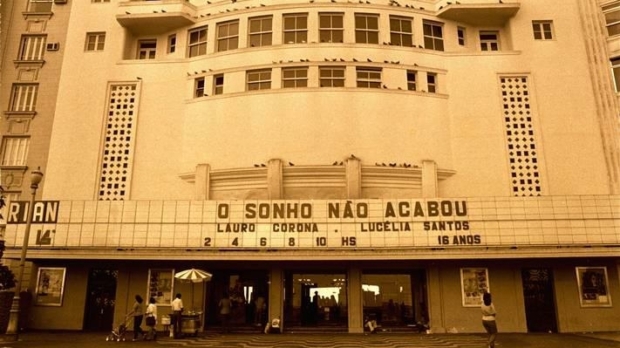 RIAN
O SONHO NÃO ACABOU
LAURO CORONA . LUCÉLIA SANTOS
2 4 6 8 10 HS 16 ANOS